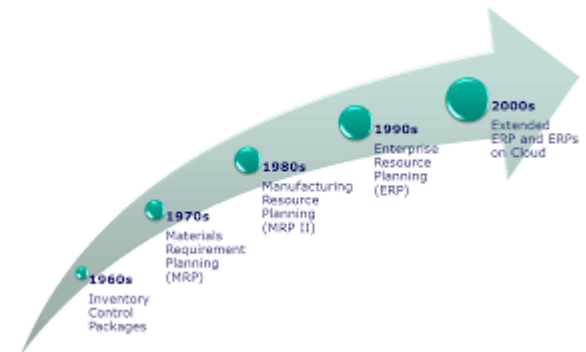 1960s
Inventory
Control
Packages
1970s
Materials
Requirement
Planning
(MRP)
1980s
Manufacturing
Resource
Planning
(MRP II)
1990s
Enterprise
Resource
Planning
(ERP)
2000s
Extended
ERP and ERPs
on Cloud